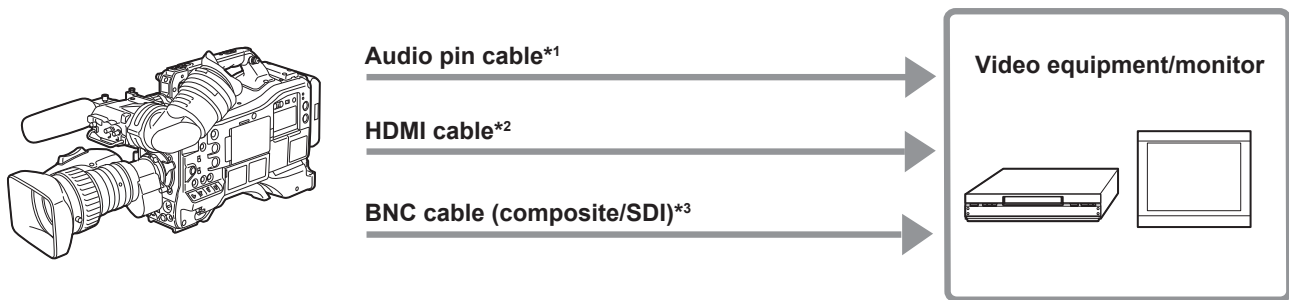 Audio pin cable*1
Video equipment/monitor
HDMI cable*2
BNC cable (composite/SDI)*3